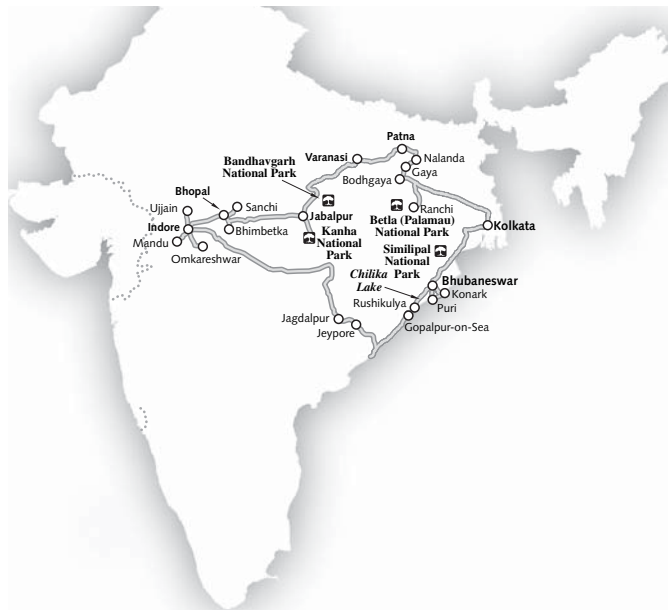 Patna
Varanasi
Nalanda
Gaya
Bandhavgarh
National Park
Bodhgaya
Bhopal
Sanchi
Ujjain
Ranchi
Jabalpur
Betla (Palamau)
National Park
Kolkata
Indore
Bhimbetka
Kanha
National
Park
Mandu
Omkareshwar
Similipal
National
Park
Chilika
Lake
Bhubaneswar
Konark
Rushikulya
Puri
Jagdalpur
Jeypore
Gopalpur-on-Sea